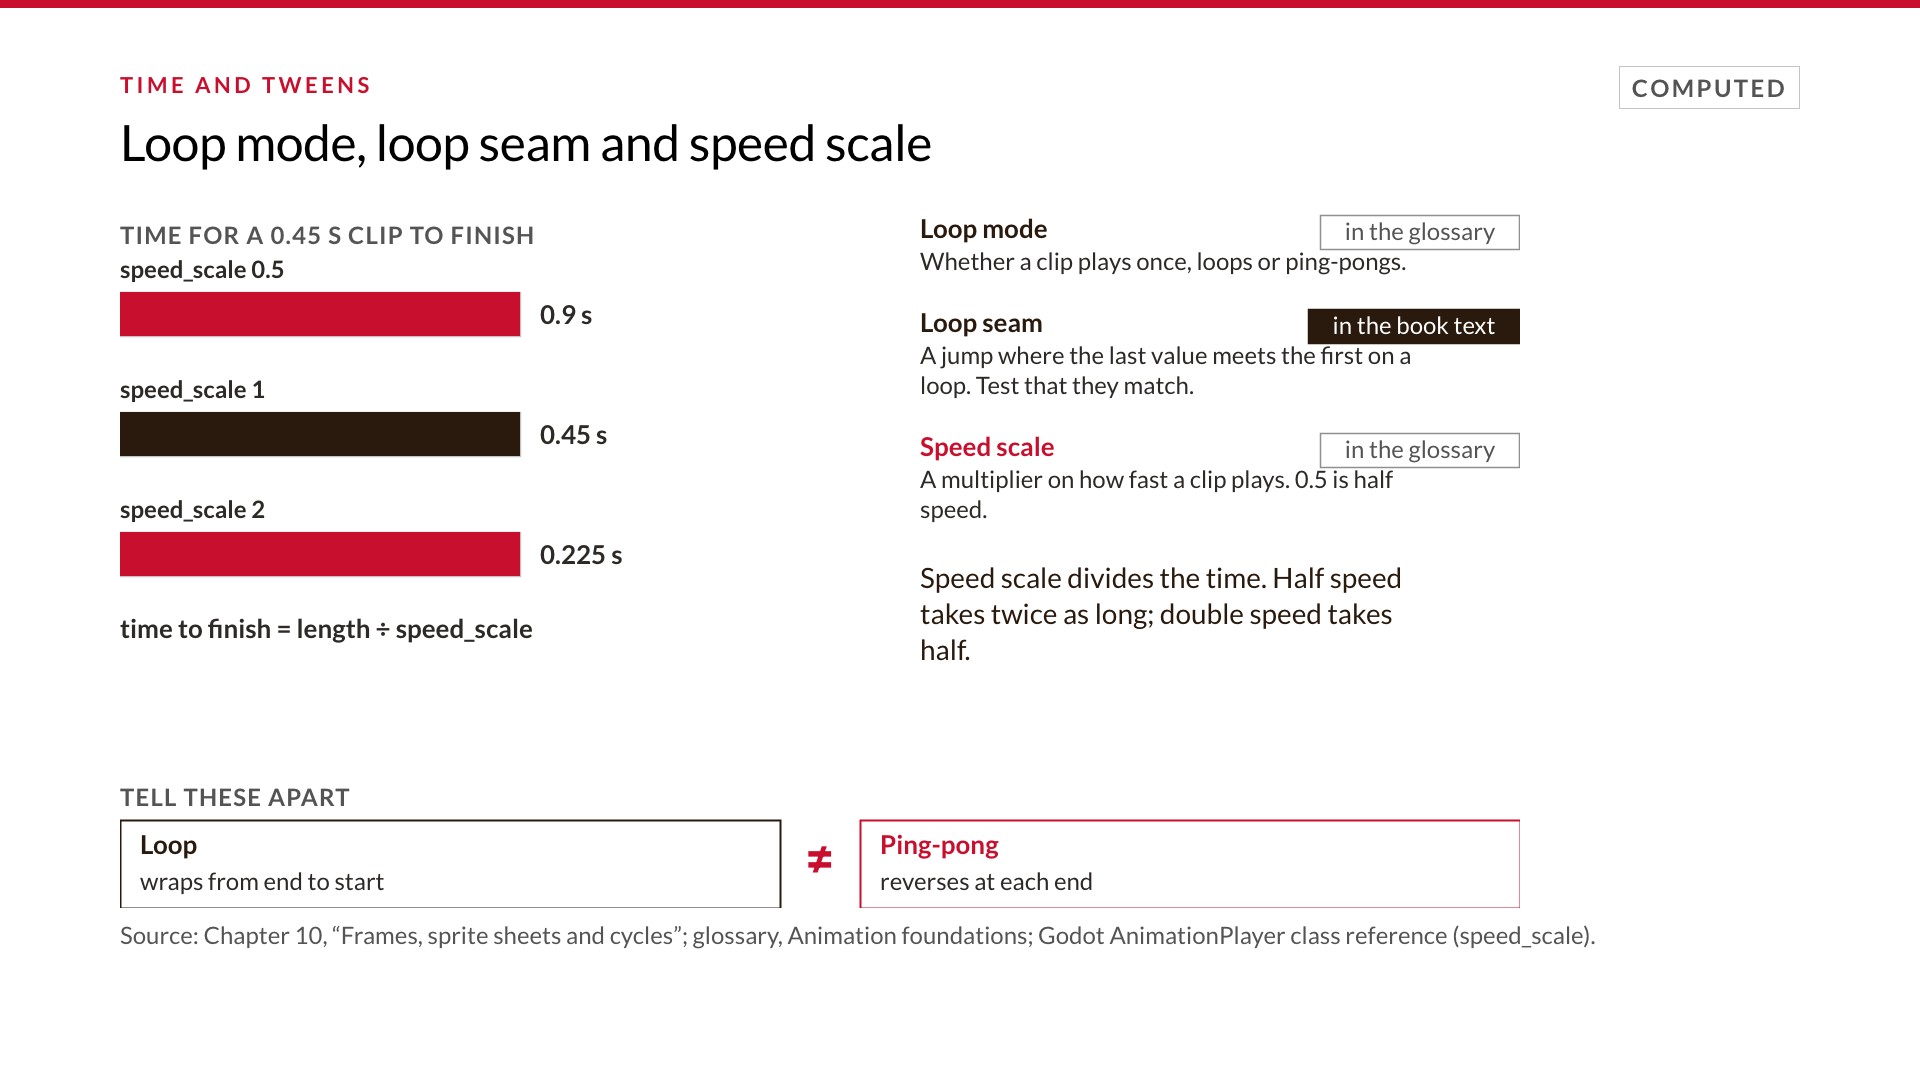 TIME AND TWEENS
COMPUTED
Loop mode, loop seam and speed scale
TIME FOR A 0.45 S CLIP TO FINISH
speed_scale 0.5
0.9 s
speed_scale 1
0.45 s
speed_scale 2
0.225 s
time to finish = length ÷ speed_scale
Loop mode
in the glossary
Whether a clip plays once, loops or ping-pongs.
Loop seam
in the book text
A jump where the last value meets the first on a
loop. Test that they match.
Speed scale
in the glossary
A multiplier on how fast a clip plays. 0.5 is half
speed.
Speed scale divides the time. Half speed
takes twice as long; double speed takes
half.
TELL THESE APART
Loop
wraps from end to start
≠
Ping-pong
reverses at each end
Source: Chapter 10, “Frames, sprite sheets and cycles”; glossary, Animation foundations; Godot AnimationPlayer class reference (speed_scale).